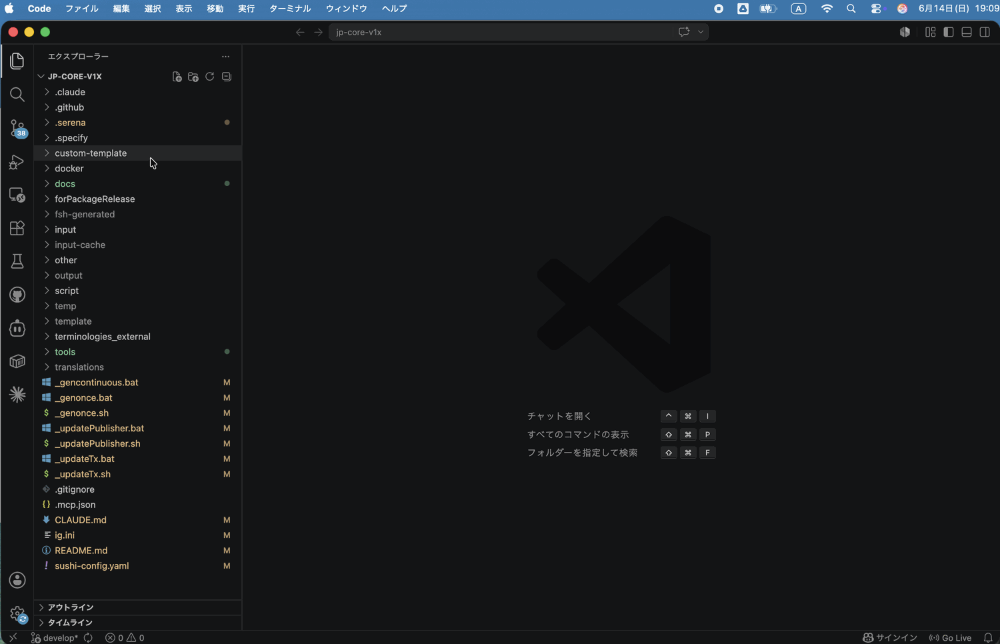 Code ファイル 編集 選択 表示 移動 実行 ターミナル ウィンドウ ヘルプ A 6月14日(日) 19:09
jp-core-v1x
エクスプローラー
JP-CORE-V1X
.claude
.github
.serena
.specify
custom-template
docker
docs
forPackageRelease
fsh-generated
input
input-cache
other
output
script
temp
template
terminologies_external
tools
translations
_gencontinuous.bat M
_genonce.bat M
$ _genonce.sh M
_updatePublisher.bat M
$ _updatePublisher.sh M
_updateTx.bat M
$ _updateTx.sh M
.gitignore
{} .mcp.json
CLAUDE.md M
ig.ini M
README.md M
! sushi-config.yaml M
38
チャットを開く ^ ⌘ I
すべてのコマンドの表示 ⇧ ⌘ P
フォルダーを指定して検索 ⇧ ⌘ F
アウトライン
タイムライン
develop* 0 0 サインイン Go Live